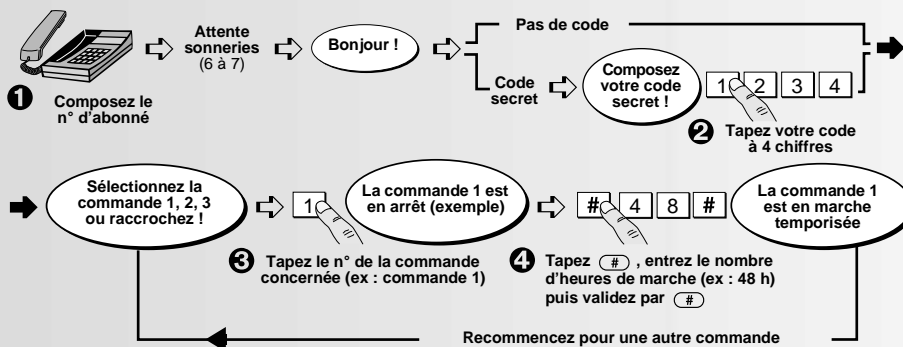 Pas de code
Attente
sonneries
(6 à 7)
Bonjour !
Code
secret
Composez
votre code
secret !
1 2 3 4
1 Composez le
n° d'abonné
2 Tapez votre code
à 4 chiffres
Sélectionnez la
commande 1, 2, 3
ou raccrochez !
1
La commande 1 est
en arrêt (exemple)
# 4 8 #
La commande 1
est en marche
temporisée
3 Tapez le n° de la commande
concernée (ex : commande 1)
4 Tapez # , entrez le nombre
d'heures de marche (ex : 48 h)
puis validez par #
Recommencez pour une autre commande